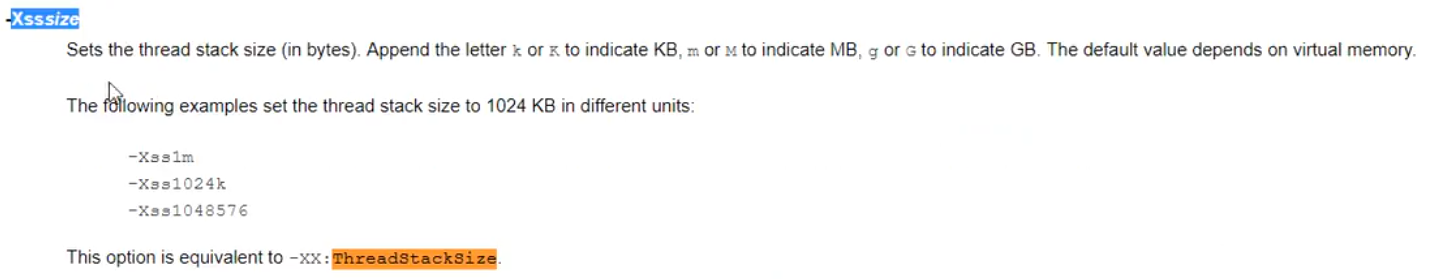 -Xsssize
Sets the thread stack size (in bytes). Append the letter k or K to indicate KB, m or M to indicate MB, g or G to indicate GB. The default value depends on virtual memory.
The following examples set the thread stack size to 1024 KB in different units:
-Xss1m
-Xss1024k
-Xss1048576
This option is equivalent to -XX:ThreadStackSize.